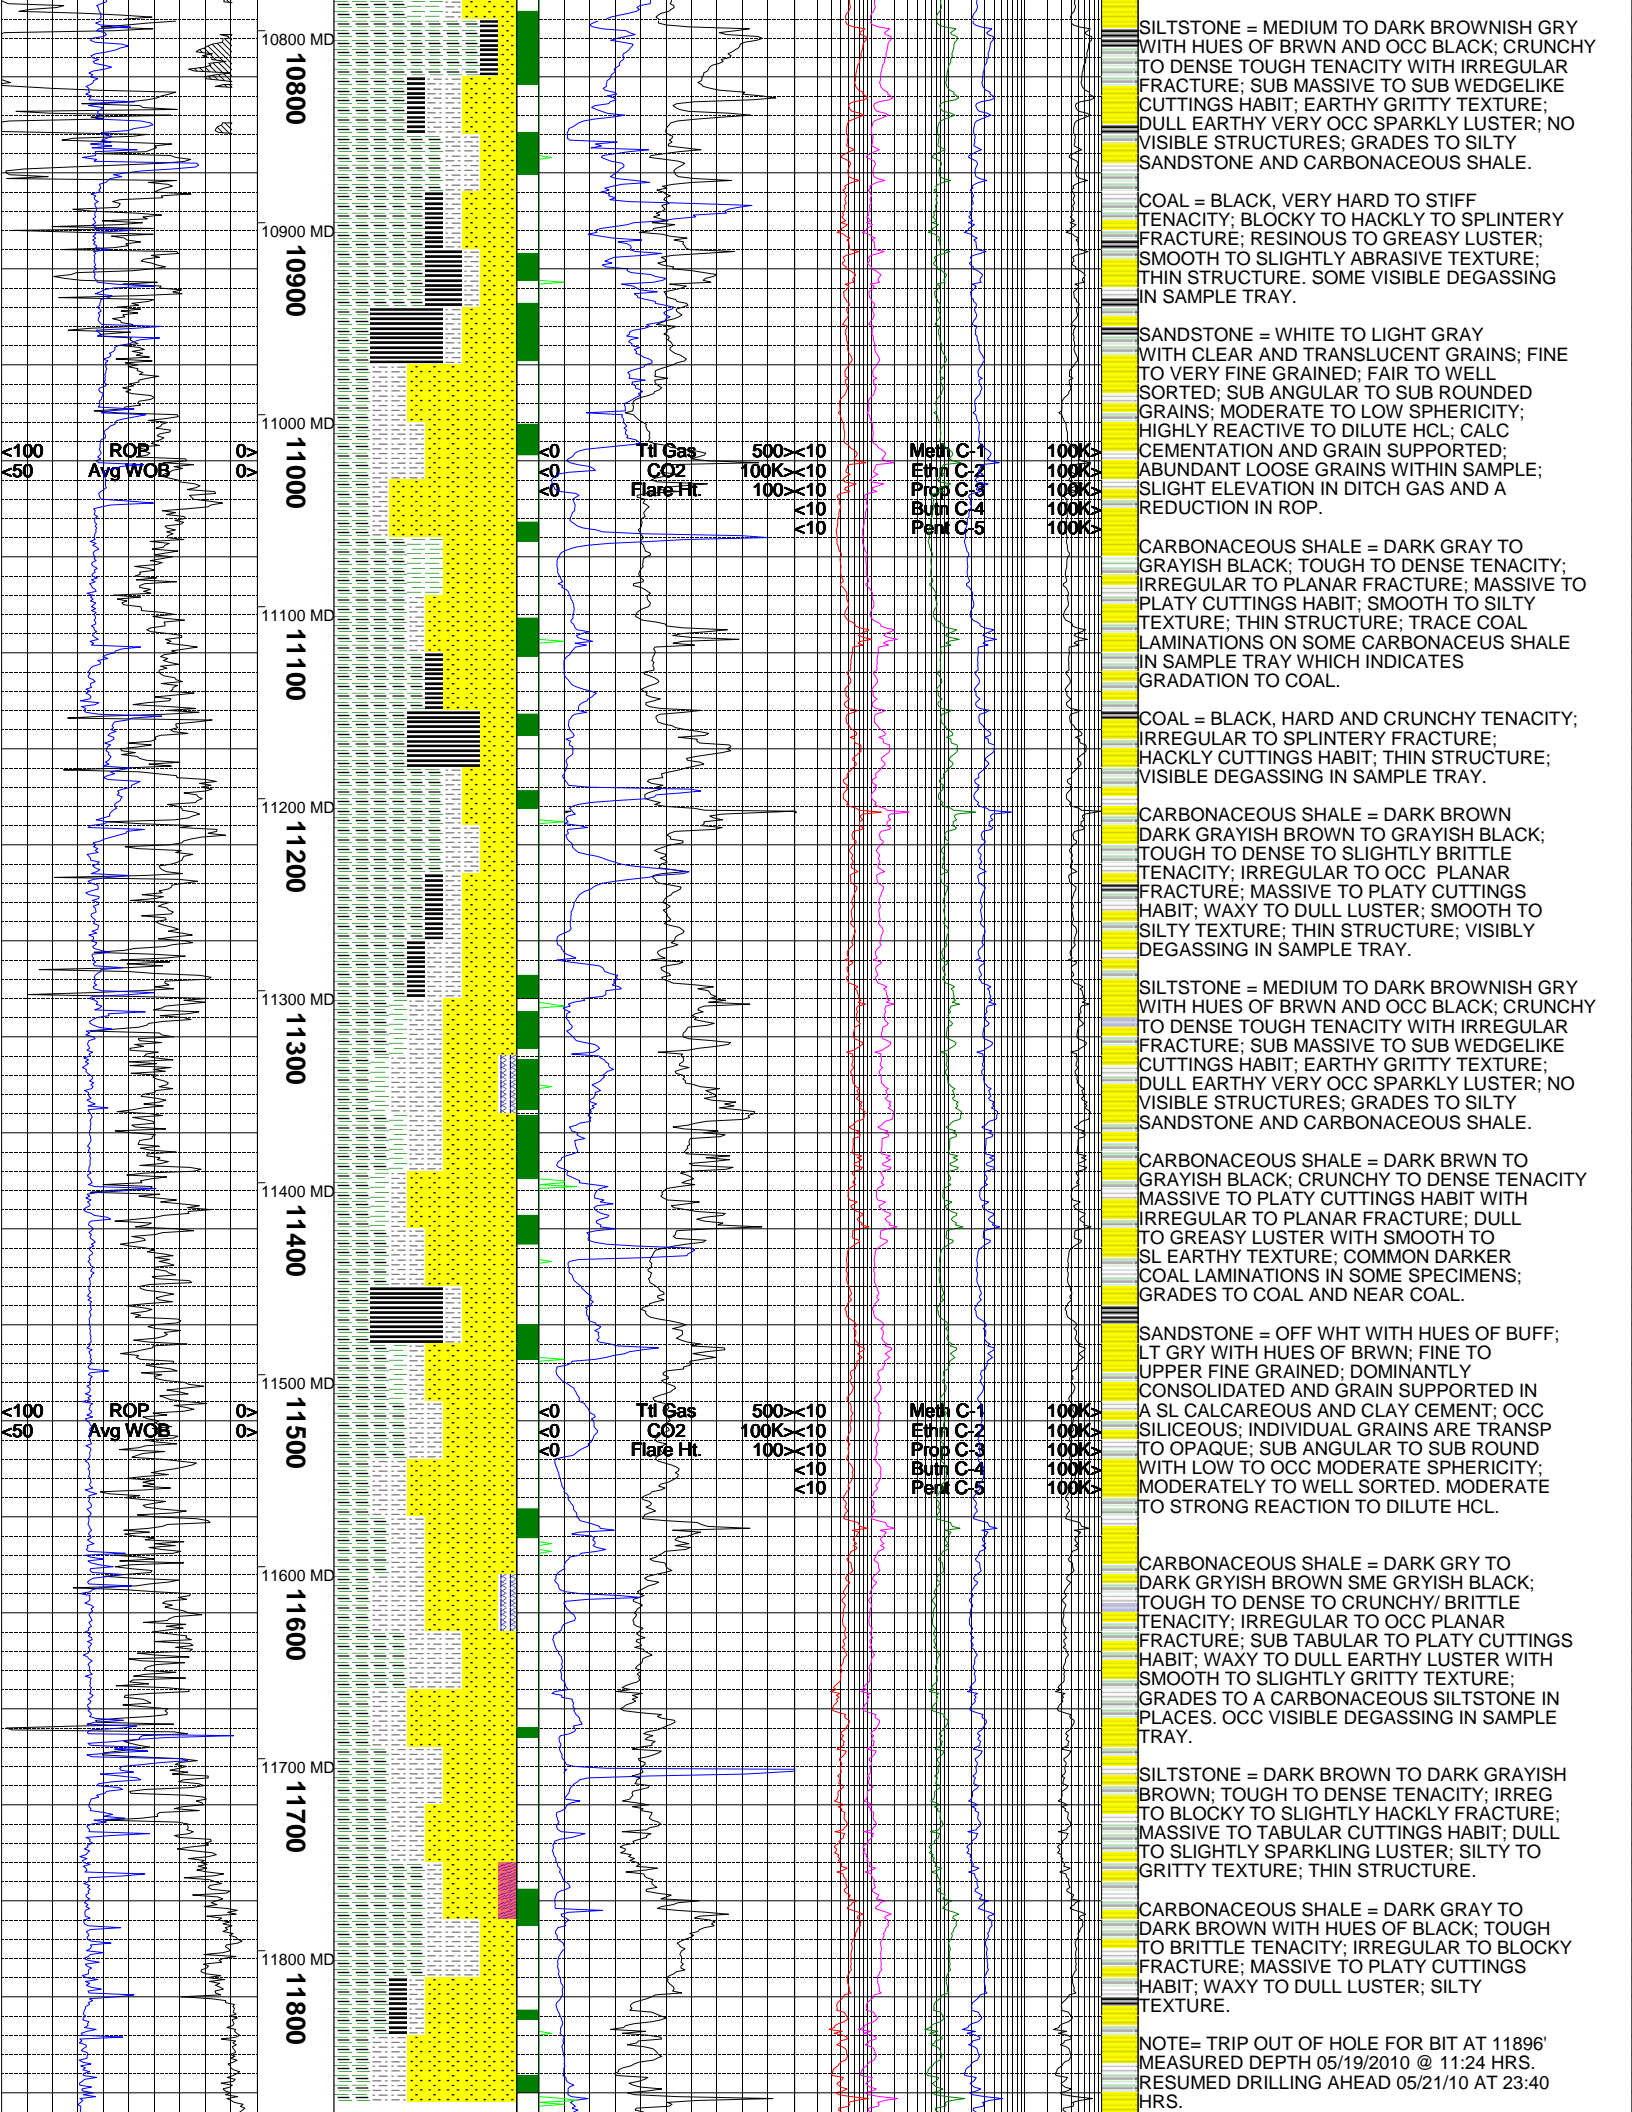 10800 MD
10800
10900 MD
10900
11000 MD
11000
<100 ROP 0>
<50 Avg WOB 0>
<0 Ttl Gas 500>
<0 CO2 100K>
<0 Flare Ht. 100>
<10 Meth C-1 100K>
<10 Ethn C-2 100K>
<10 Prop C-3 100K>
<10 Butn C-4 100K>
<10 Pent C-5 100K>
11100 MD
11100
11200 MD
11200
11300 MD
11300
11400 MD
11400
11500 MD
11500
<100 ROP 0>
<50 Avg WOB 0>
<0 Ttl Gas 500>
<0 CO2 100K>
<0 Flare Ht. 100>
<10 Meth C-1 100K>
<10 Ethn C-2 100K>
<10 Prop C-3 100K>
<10 Butn C-4 100K>
<10 Pent C-5 100K>
11600 MD
11600
11700 MD
11700
11800 MD
11800
SILTSTONE = MEDIUM TO DARK BROWNISH GRY
WITH HUES OF BRWN AND OCC BLACK; CRUNCHY
TO DENSE TOUGH TENACITY WITH IRREGULAR
FRACTURE; SUB MASSIVE TO SUB WEDGELIKE
CUTTINGS HABIT; EARTHY GRITTY TEXTURE;
DULL EARTHY VERY OCC SPARKLY LUSTER; NO
VISIBLE STRUCTURES; GRADES TO SILTY
SANDSTONE AND CARBONACEOUS SHALE.
COAL = BLACK, VERY HARD TO STIFF
TENACITY; BLOCKY TO HACKLY TO SPLINTERY
FRACTURE; RESINOUS TO GREASY LUSTER;
SMOOTH TO SLIGHTLY ABRASIVE TEXTURE;
THIN STRUCTURE. SOME VISIBLE DEGASSING
IN SAMPLE TRAY.
SANDSTONE = WHITE TO LIGHT GRAY
WITH CLEAR AND TRANSLUCENT GRAINS; FINE
TO VERY FINE GRAINED; FAIR TO WELL
SORTED; SUB ANGULAR TO SUB ROUNDED
GRAINS; MODERATE TO LOW SPHERICITY;
HIGHLY REACTIVE TO DILUTE HCL; CALC
CEMENTATION AND GRAIN SUPPORTED;
ABUNDANT LOOSE GRAINS WITHIN SAMPLE;
SLIGHT ELEVATION IN DITCH GAS AND A
REDUCTION IN ROP.
CARBONACEOUS SHALE = DARK GRAY TO
GRAYISH BLACK; TOUGH TO DENSE TENACITY;
IRREGULAR TO PLANAR FRACTURE; MASSIVE TO
PLATY CUTTINGS HABIT; SMOOTH TO SILTY
TEXTURE; THIN STRUCTURE; TRACE COAL
LAMINATIONS ON SOME CARBONACEUS SHALE
IN SAMPLE TRAY WHICH INDICATES
GRADATION TO COAL.
COAL = BLACK, HARD AND CRUNCHY TENACITY;
IRREGULAR TO SPLINTERY FRACTURE;
HACKLY CUTTINGS HABIT; THIN STRUCTURE;
VISIBLE DEGASSING IN SAMPLE TRAY.
CARBONACEOUS SHALE = DARK BROWN
DARK GRAYISH BROWN TO GRAYISH BLACK;
TOUGH TO DENSE TO SLIGHTLY BRITTLE
TENACITY; IRREGULAR TO OCC PLANAR
FRACTURE; MASSIVE TO PLATY CUTTINGS
HABIT; WAXY TO DULL LUSTER; SMOOTH TO
SILTY TEXTURE; THIN STRUCTURE; VISIBLY
DEGASSING IN SAMPLE TRAY.
SILTSTONE = MEDIUM TO DARK BROWNISH GRY
WITH HUES OF BRWN AND OCC BLACK; CRUNCHY
TO DENSE TOUGH TENACITY WITH IRREGULAR
FRACTURE; SUB MASSIVE TO SUB WEDGELIKE
CUTTINGS HABIT; EARTHY GRITTY TEXTURE;
DULL EARTHY VERY OCC SPARKLY LUSTER; NO
VISIBLE STRUCTURES; GRADES TO SILTY
SANDSTONE AND CARBONACEOUS SHALE.
CARBONACEOUS SHALE = DARK BRWN TO
GRAYISH BLACK; CRUNCHY TO DENSE TENACITY
MASSIVE TO PLATY CUTTINGS HABIT WITH
IRREGULAR TO PLANAR FRACTURE; DULL
TO GREASY LUSTER WITH SMOOTH TO
SL EARTHY TEXTURE; COMMON DARKER
COAL LAMINATIONS IN SOME SPECIMENS;
GRADES TO COAL AND NEAR COAL.
SANDSTONE = OFF WHT WITH HUES OF BUFF;
LT GRY WITH HUES OF BRWN; FINE TO
UPPER FINE GRAINED; DOMINANTLY
CONSOLIDATED AND GRAIN SUPPORTED IN
A SL CALCAREOUS AND CLAY CEMENT; OCC
SILICEOUS; INDIVIDUAL GRAINS ARE TRANSP
TO OPAQUE; SUB ANGULAR TO SUB ROUND
WITH LOW TO OCC MODERATE SPHERICITY;
MODERATELY TO WELL SORTED. MODERATE
TO STRONG REACTION TO DILUTE HCL.
CARBONACEOUS SHALE = DARK GRY TO
DARK GRYISH BROWN SME GRYISH BLACK;
TOUGH TO DENSE TO CRUNCHY/ BRITTLE
TENACITY; IRREGULAR TO OCC PLANAR
FRACTURE; SUB TABULAR TO PLATY CUTTINGS
HABIT; WAXY TO DULL EARTHY LUSTER WITH
SMOOTH TO SLIGHTLY GRITTY TEXTURE;
GRADES TO A CARBONACEOUS SILTSTONE IN
PLACES. OCC VISIBLE DEGASSING IN SAMPLE
TRAY.
SILTSTONE = DARK BROWN TO DARK GRAYISH
BROWN; TOUGH TO DENSE TENACITY; IRREG
TO BLOCKY TO SLIGHTLY HACKLY FRACTURE;
MASSIVE TO TABULAR CUTTINGS HABIT; DULL
TO SLIGHTLY SPARKLING LUSTER; SILTY TO
GRITTY TEXTURE; THIN STRUCTURE.
CARBONACEOUS SHALE = DARK GRAY TO
DARK BROWN WITH HUES OF BLACK; TOUGH
TO BRITTLE TENACITY; IRREGULAR TO BLOCKY
FRACTURE; MASSIVE TO PLATY CUTTINGS
HABIT; WAXY TO DULL LUSTER; SILTY
TEXTURE.
NOTE= TRIP OUT OF HOLE FOR BIT AT 11896'
MEASURED DEPTH 05/19/2010 @ 11:24 HRS.
RESUMED DRILLING AHEAD 05/21/10 AT 23:40
HRS.